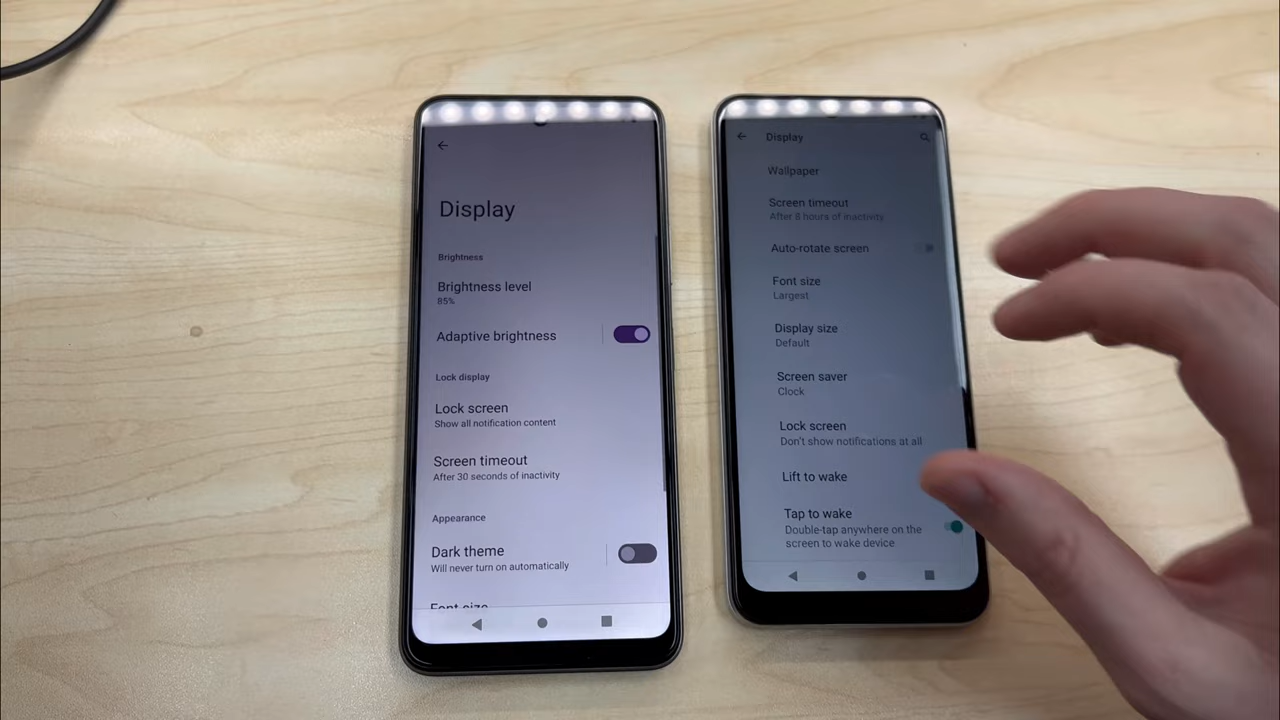 Display
Brightness
Brightness level
85%
Adaptive brightness
Lock display
Lock screen
Show all notification content
Screen timeout
After 30 seconds of inactivity
Appearance
Dark theme
Will never turn on automatically
Font size
Display
Wallpaper
Screen timeout
After 8 hours of inactivity
Auto-rotate screen
Font size
Largest
Display size
Default
Screen saver
Clock
Lock screen
Don't show notifications at all
Lift to wake
Tap to wake
Double-tap anywhere on the
screen to wake device